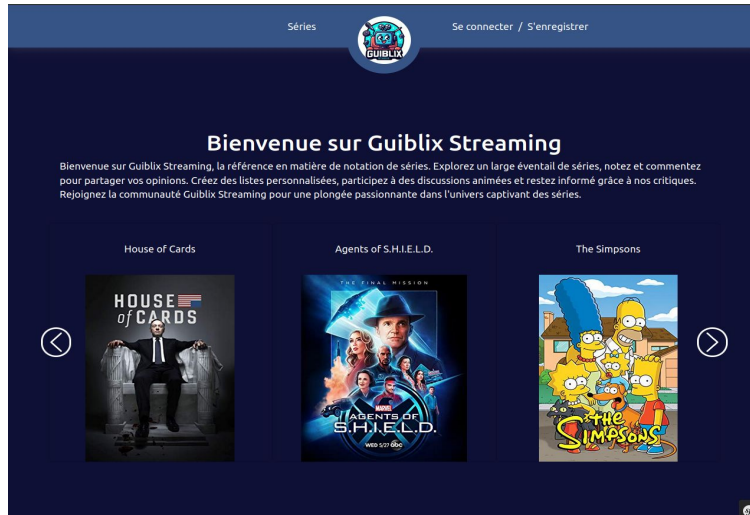 Séries
GUIBLIX
Se connecter / S'enregistrer
Bienvenue sur Guiblix Streaming
Bienvenue sur Guiblix Streaming, la référence en matière de notation de séries. Explorez un large éventail de séries, notez et commentez
pour partager vos opinions. Créez des listes personnalisées, participez à des discussions animées et restez informé grâce à nos critiques.
Rejoignez la communauté Guiblix Streaming pour une plongée passionnante dans l'univers captivant des séries.
House of Cards
Agents of S.H.I.E.L.D.
The Simpsons
HOUSE
of CARDS
THE FINAL MISSION
MARVEL
AGENTS OF
S.H.I.E.L.D.
WED 5/27 abc
THE
SIMPSONS